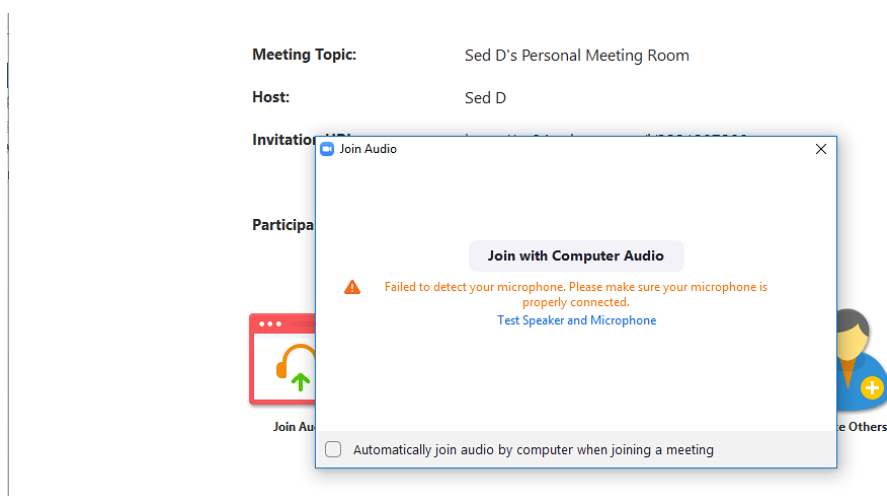 Meeting Topic: Sed D's Personal Meeting Room
Host: Sed D
Invitation
Join Audio
Join with Computer Audio
Failed to detect your microphone. Please make sure your microphone is
properly connected.
Test Speaker and Microphone
Automatically join audio by computer when joining a meeting